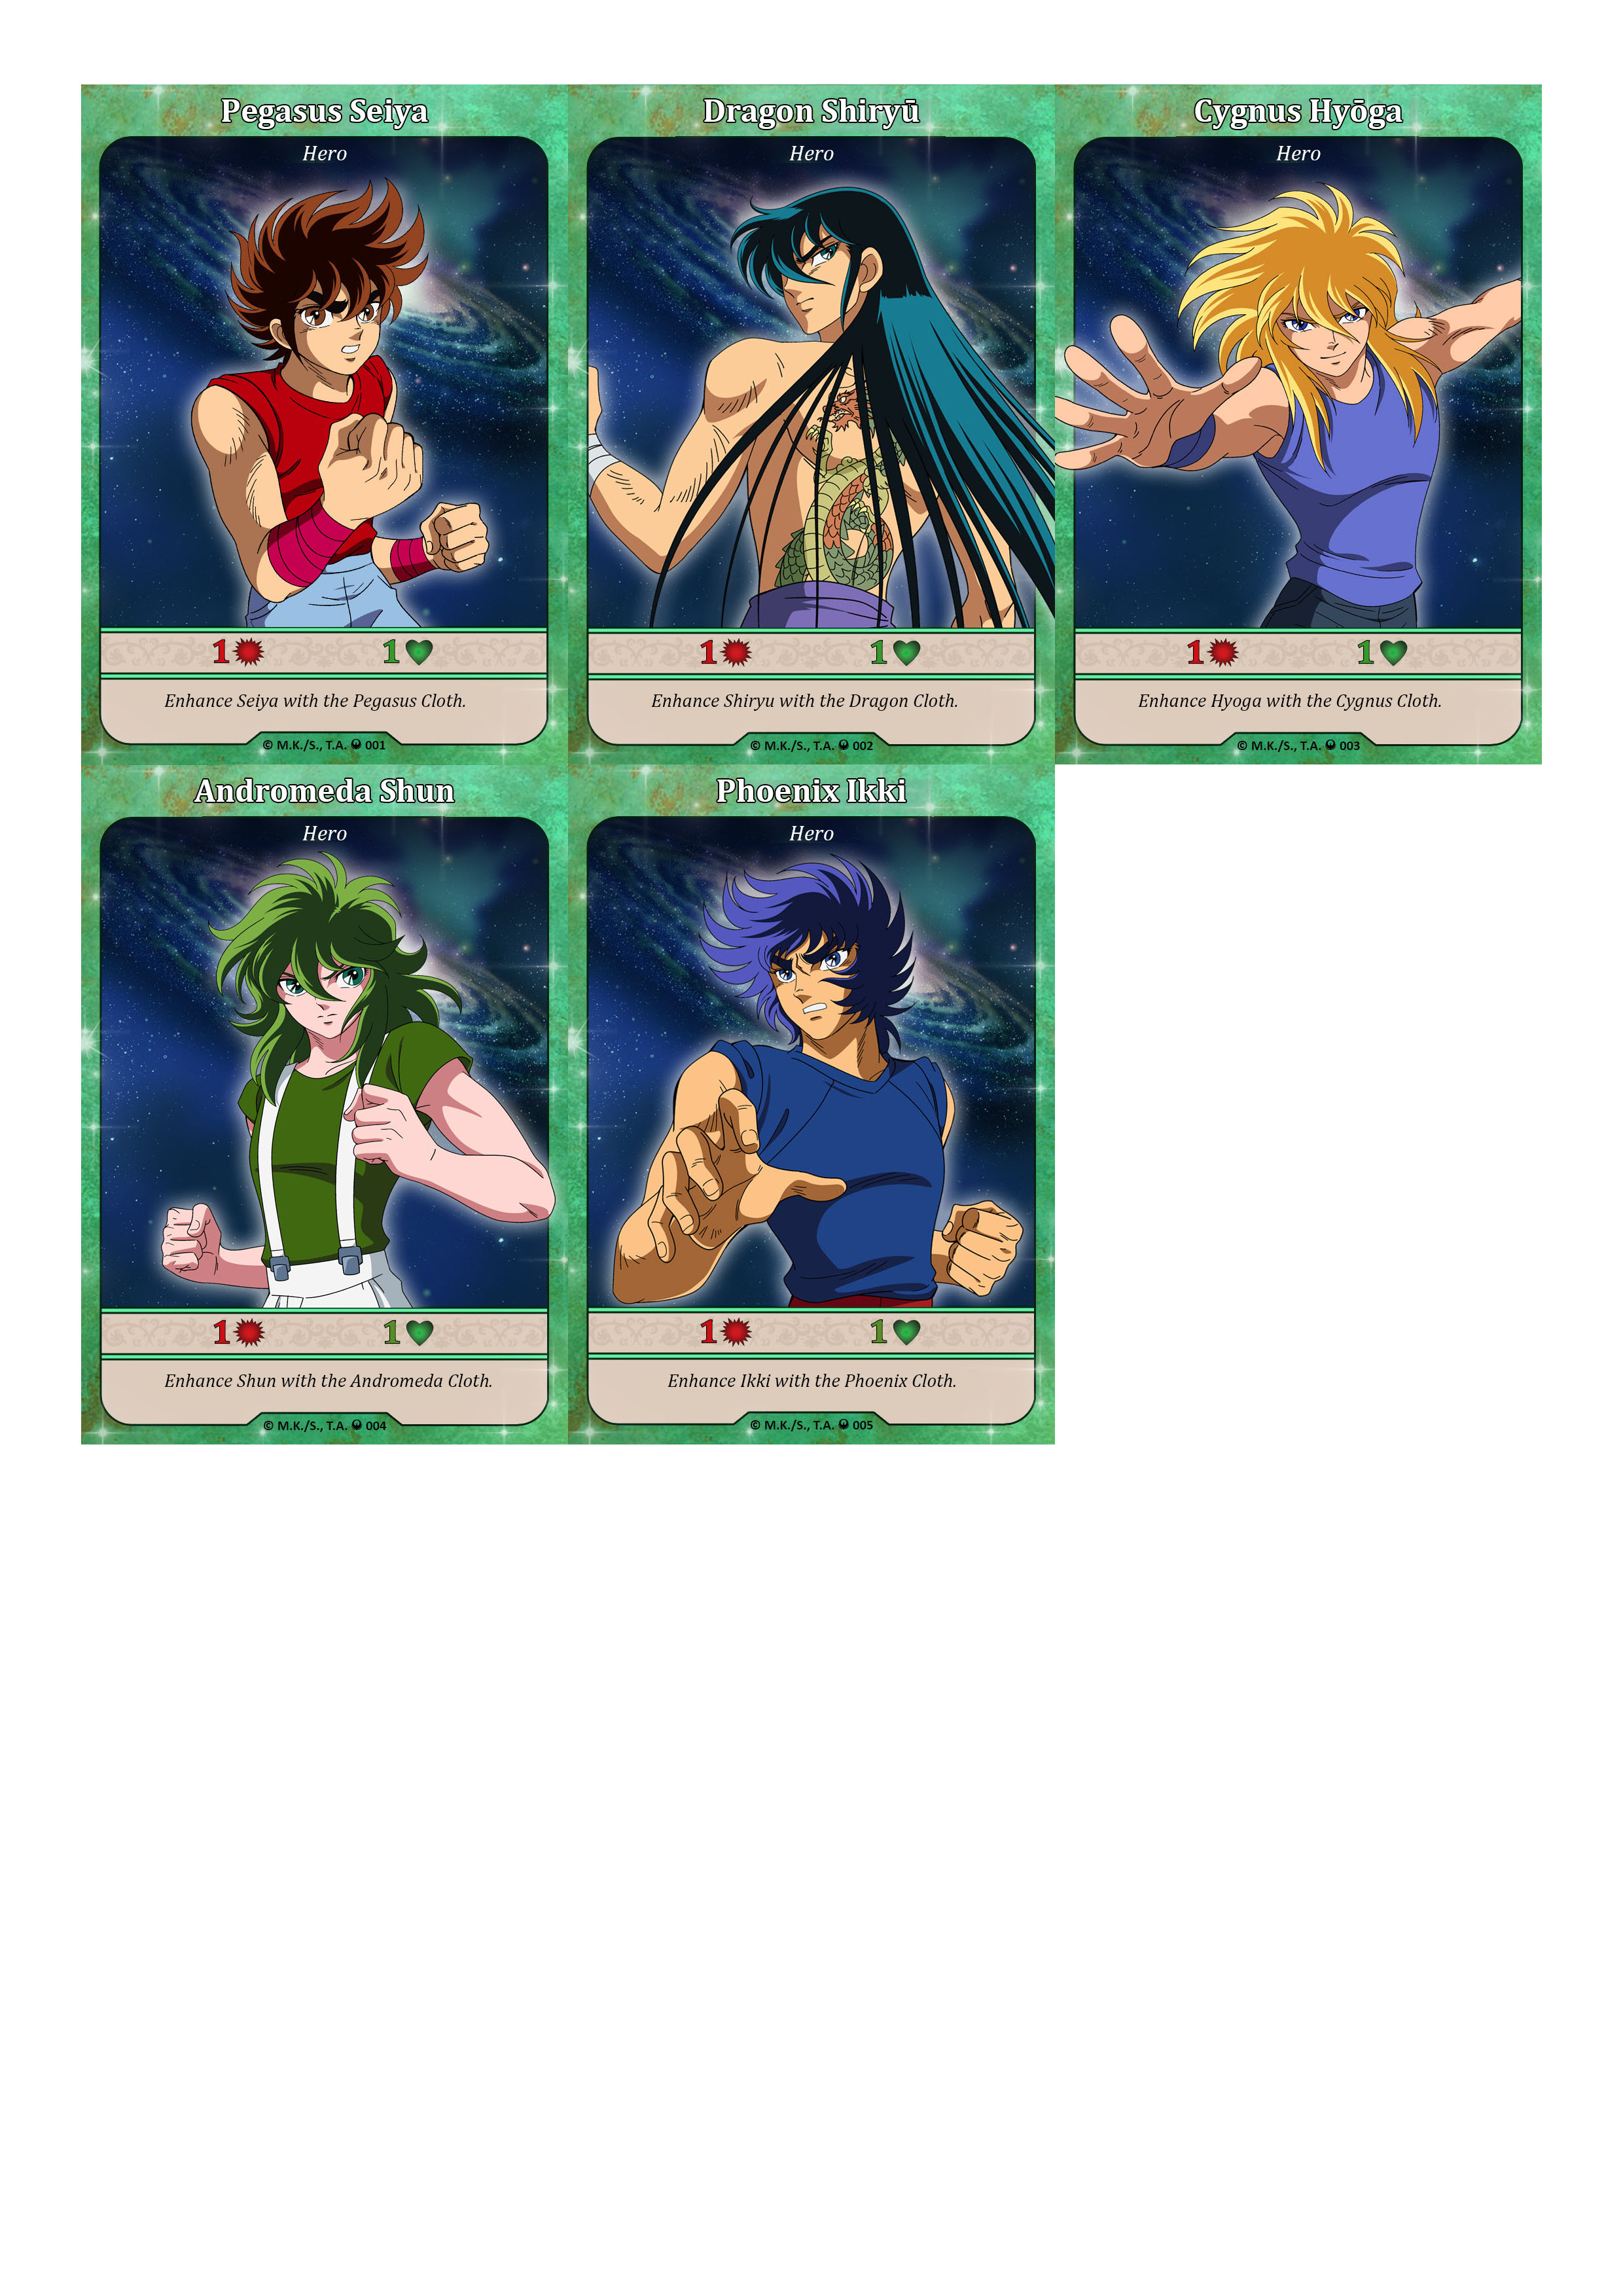 Pegasus Seiya
Hero
1 1
Enhance Seiya with the Pegasus Cloth.
© M.K./S., T.A. 001
Dragon Shiryū
Hero
1 1
Enhance Shiryu with the Dragon Cloth.
© M.K./S., T.A. 002
Cygnus Hyōga
Hero
1 1
Enhance Hyoga with the Cygnus Cloth.
© M.K./S., T.A. 003
Andromeda Shun
Hero
1 1
Enhance Shun with the Andromeda Cloth.
© M.K./S., T.A. 004
Phoenix Ikki
Hero
1 1
Enhance Ikki with the Phoenix Cloth.
© M.K./S., T.A. 005